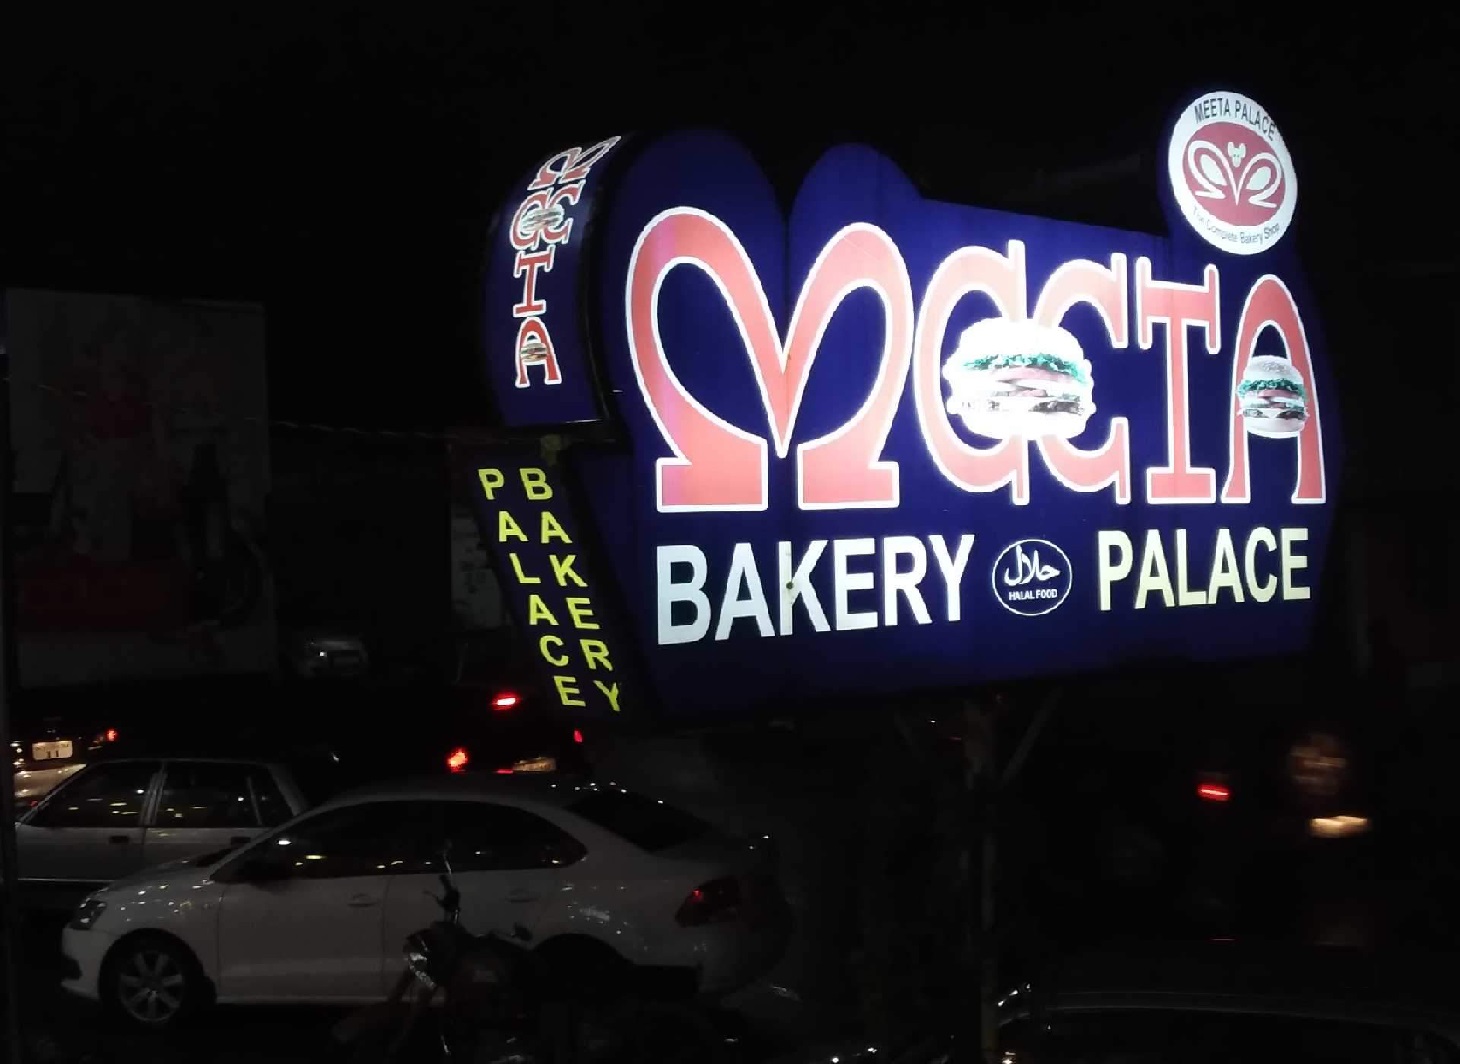 MEETA PALACE
The Complete Bakery Shop
MEETA
BAKERY
حلال
HALAL FOOD
PALACE
MEETA
PALACE
BAKERY